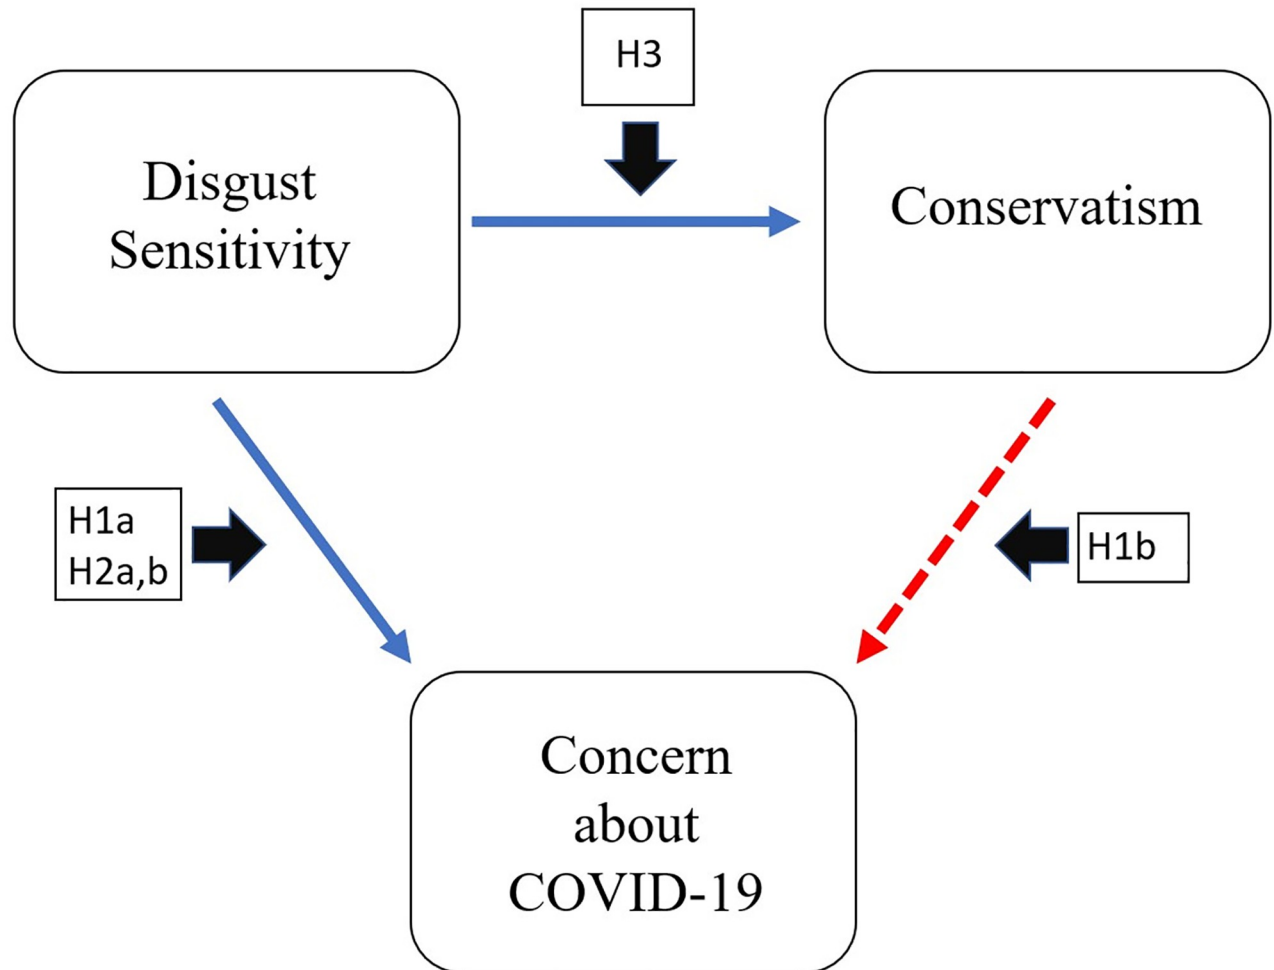 H3
Disgust
Sensitivity
Conservatism
H1a
H2a,b
H1b
Concern
about
COVID-19